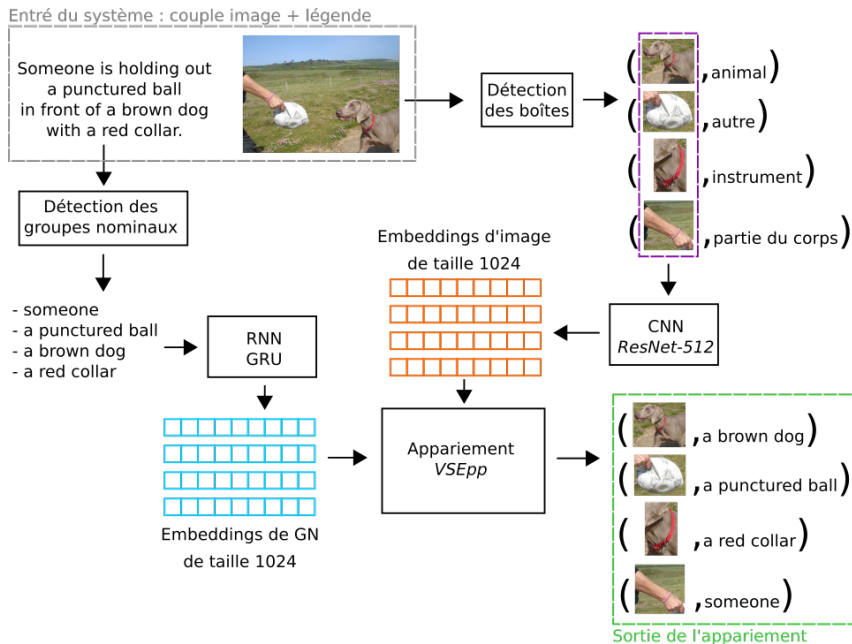 Entré du système : couple image + légende
Someone is holding out
a punctured ball
in front of a brown dog
with a red collar.
Détection
des boîtes
( ,animal)
( ,autre)
( ,instrument)
( ,partie du corps)
Détection des
groupes nominaux
- someone
- a punctured ball
- a brown dog
- a red collar
RNN
GRU
Embeddings d'image
de taille 1024
CNN
ResNet-512
Embeddings de GN
de taille 1024
Appariement
VSEpp
( ,a brown dog)
( ,a punctured ball)
( ,a red collar)
( ,someone)
Sortie de l'appariement